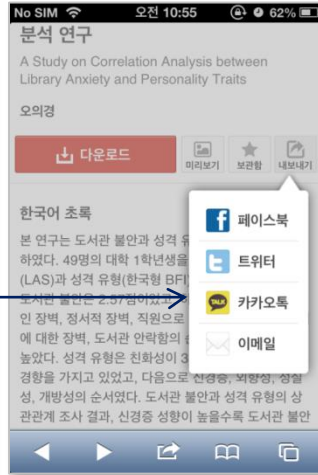 No SIM 오전 10:55 62%
분석 연구
A Study on Correlation Analysis between
Library Anxiety and Personality Traits
오의경
다운로드
미리보기 보관함 내보내기
페이스북
트위터
TALK 카카오톡
이메일
한국어 초록
본 연구는 도서관 불안과 성격
하였다. 49명의 대학 1학년생을
(LAS)과 성격 유형(한국형 BFI)
도서관 불안은 2.57점이었고
인 장벽, 정서적 장벽, 직원으로
에 대한 장벽, 도서관 안락함의
높았다. 성격 유형은 친화성이 3
경향을 가지고 있었고, 다음으로 신경증, 외향성, 성실
성, 개방성의 순서였다. 도서관 불안과 성격 유형의 상
관관계 조사 결과, 신경증 성향이 높을수록 도서관 불안